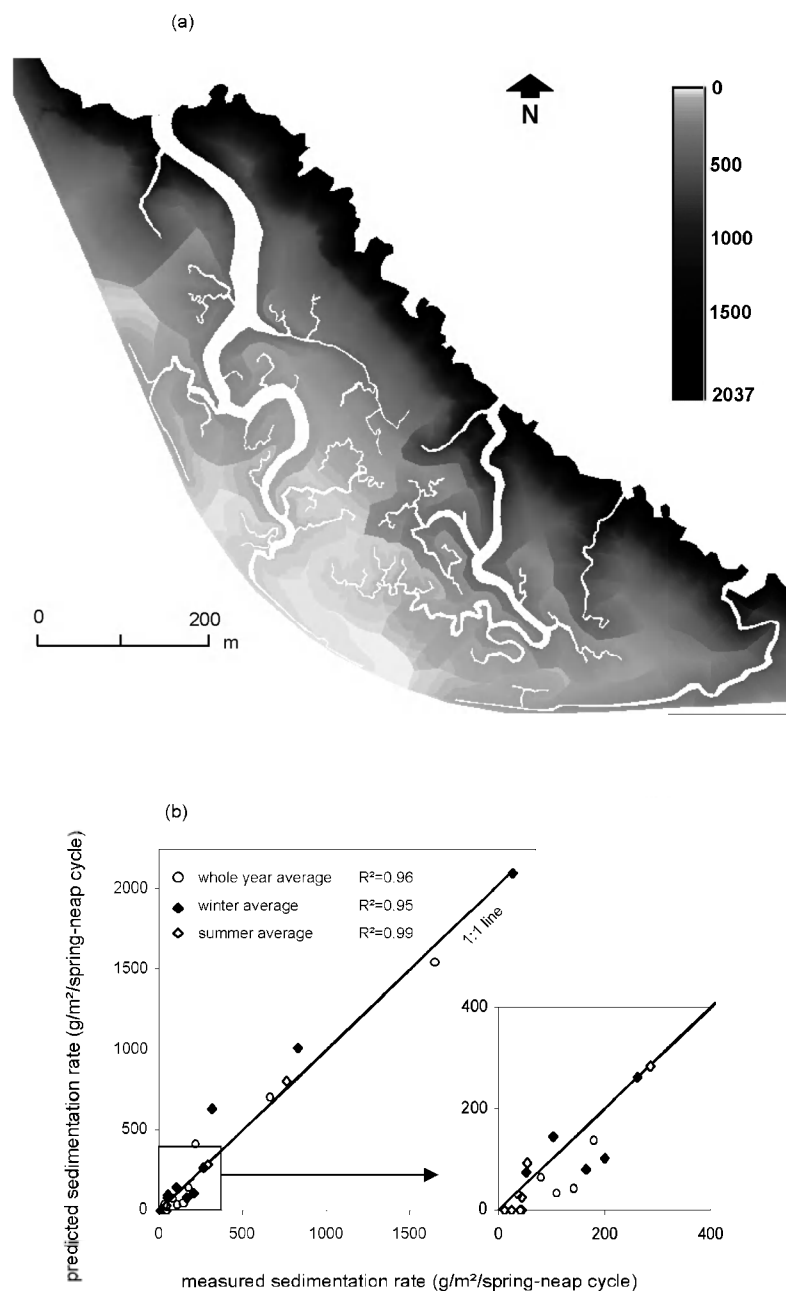 (a)
N
0
500
1000
1500
2037
0 200
m
(b)
predicted sedimentation rate (g/m²/spring-neap cycle)
2000
1500
1000
500
0
whole year average R²=0.96
winter average R²=0.95
summer average R²=0.99
1:1 line
400
200
0
0 200 400
0 500 1000 1500
measured sedimentation rate (g/m²/spring-neap cycle)